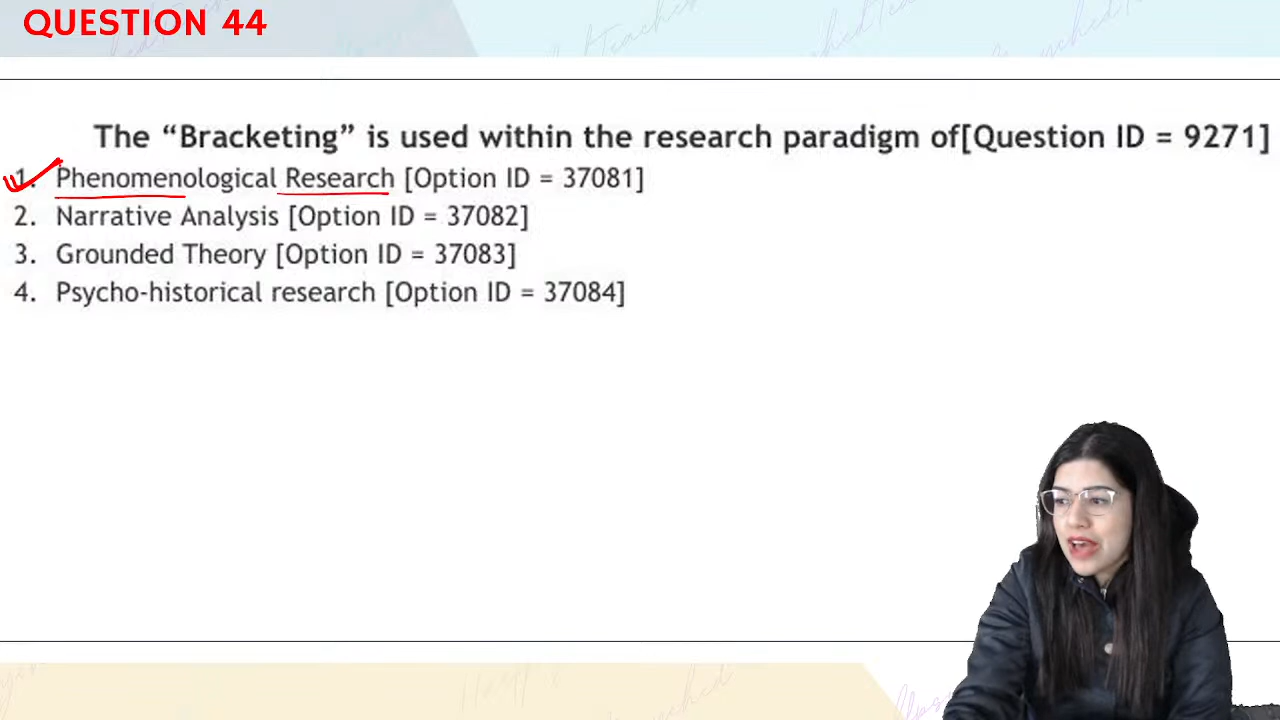 QUESTION 44
The “Bracketing” is used within the research paradigm of[Question ID = 9271]
1. Phenomenological Research [Option ID = 37081]
2. Narrative Analysis [Option ID = 37082]
3. Grounded Theory [Option ID = 37083]
4. Psycho-historical research [Option ID = 37084]